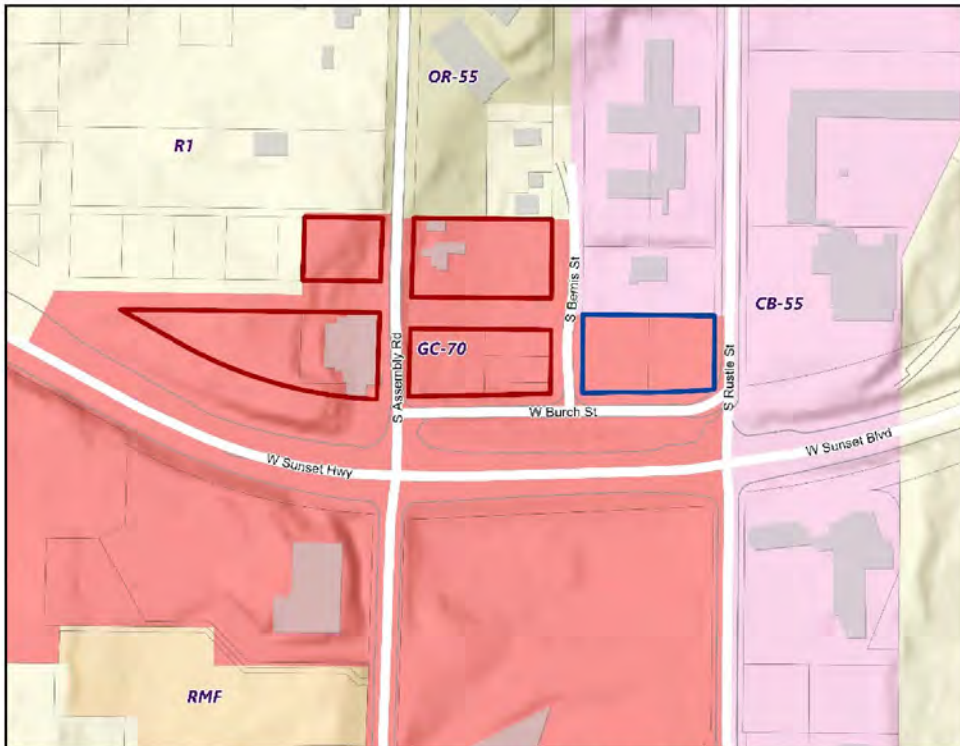 OR-55
R1
S Bemis St
CB-55
GC-70
S Assembly Rd
S Rustle St
W Burch St
W Sunset Hwy
W Sunset Blvd
RMF